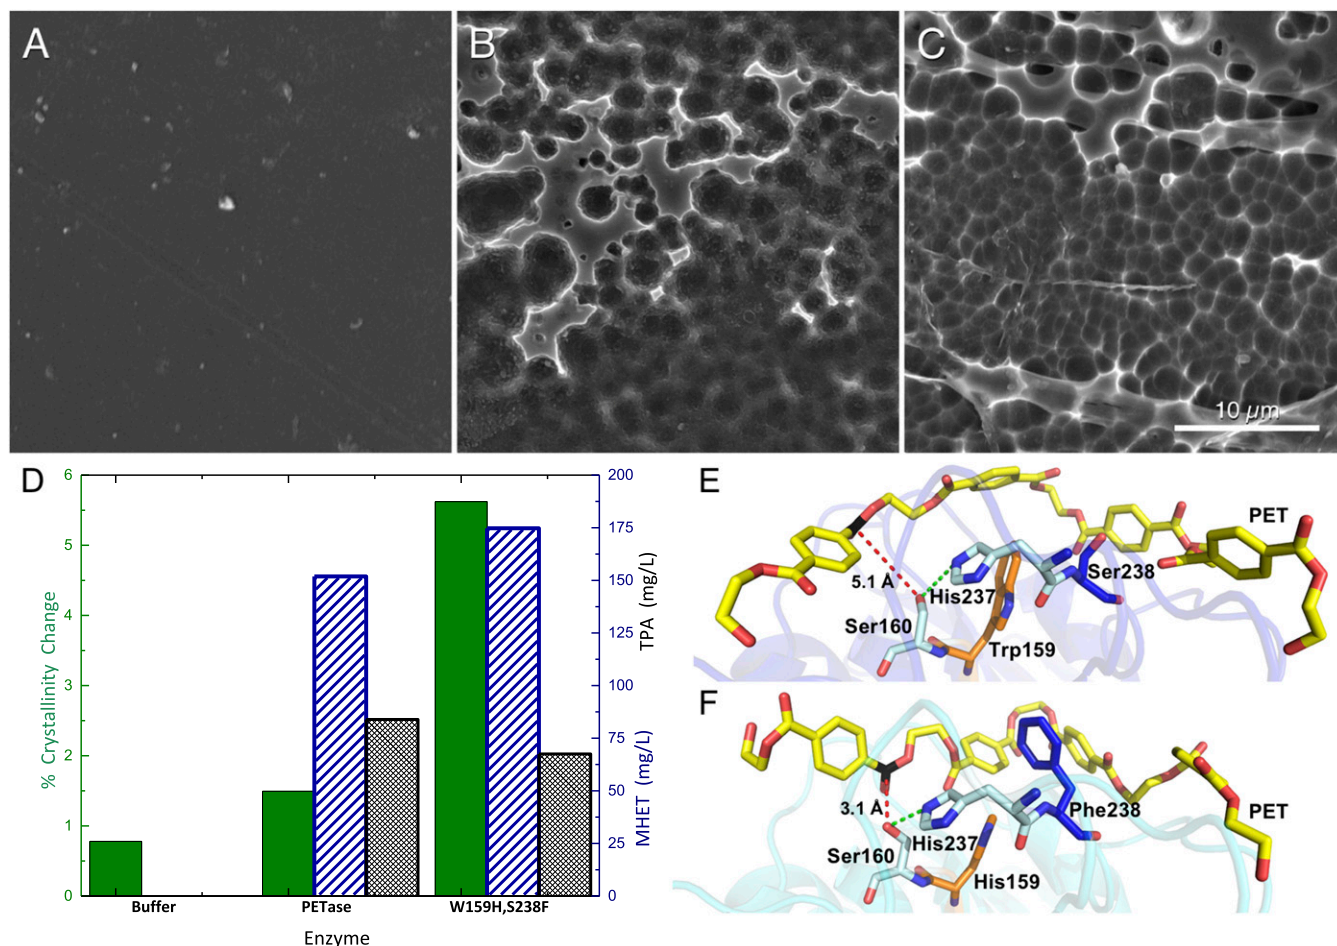 A
B
C
10 μm
D
6
5
4
3
2
1
0
% Crystallinity Change
200
175
150
125
100
75
50
25
0
MHET (mg/L)
TPA (mg/L)
Buffer
PETase
W159H,S238F
Enzyme
E
PET
5.1 Å
His237
Ser238
Ser160
Trp159
F
3.1 Å
His237
Phe238
PET
Ser160
His159